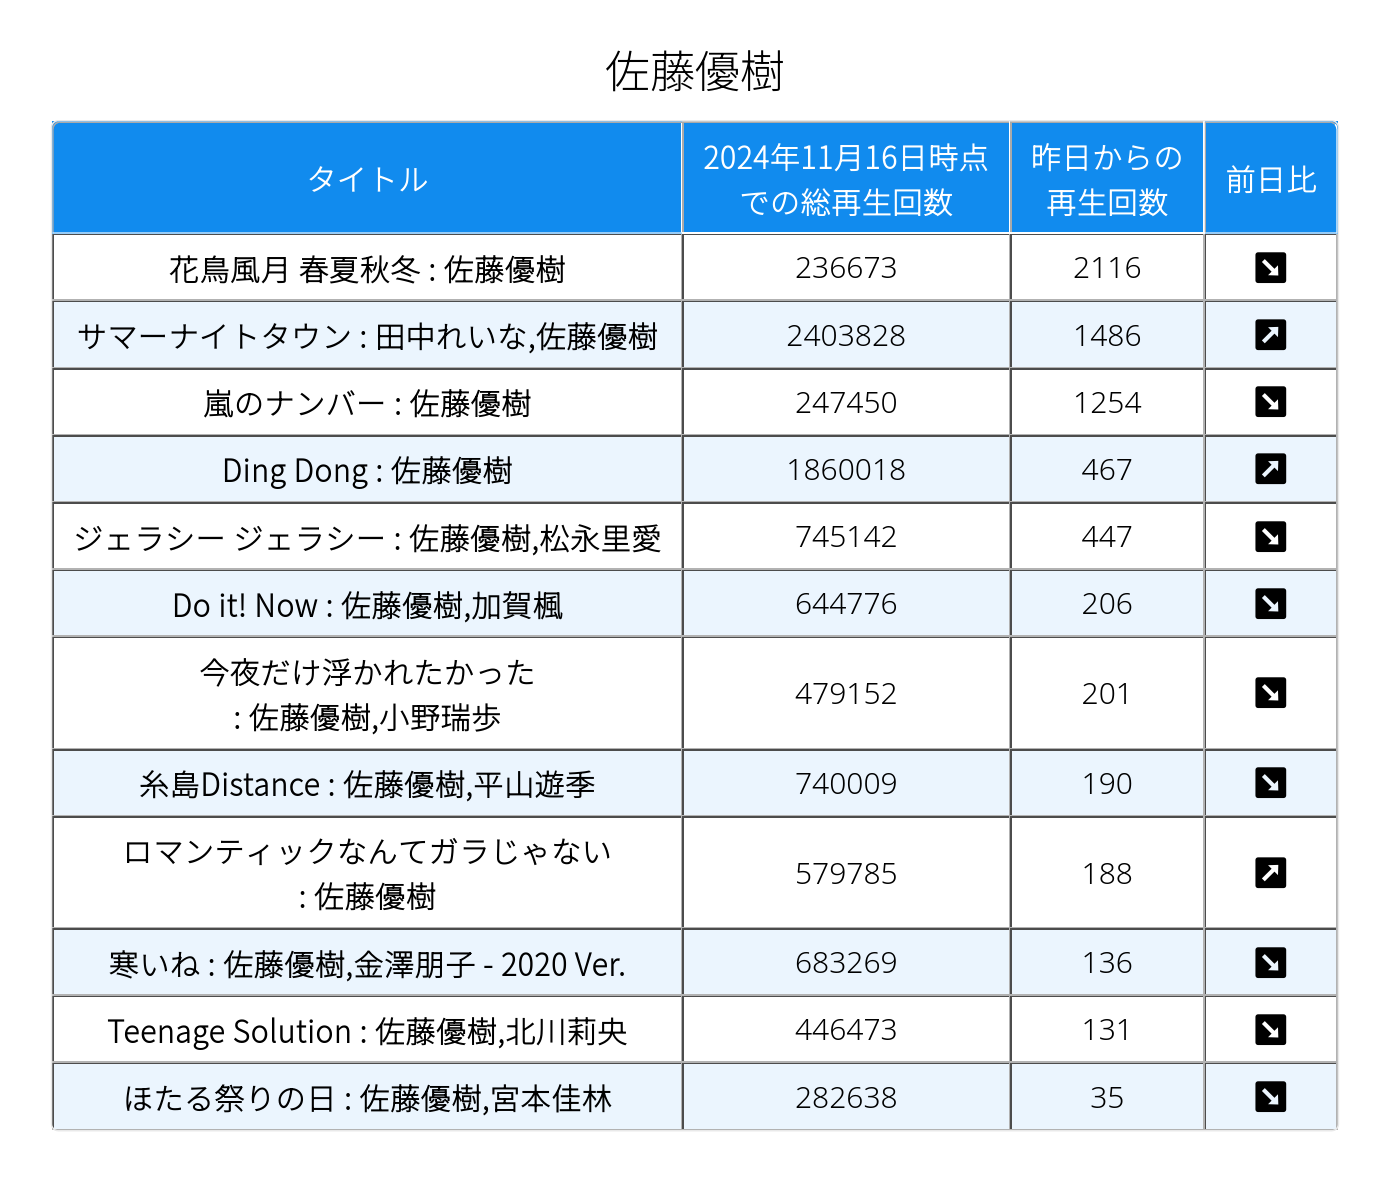 佐藤優樹
タイトル
2024年11月16日時点
での総再生回数
昨日からの
再生回数
前日比
花鳥風月 春夏秋冬 : 佐藤優樹 236673 2116
サマーナイトタウン : 田中れいな,佐藤優樹 2403828 1486
嵐のナンバー : 佐藤優樹 247450 1254
Ding Dong : 佐藤優樹 1860018 467
ジェラシー ジェラシー : 佐藤優樹,松永里愛 745142 447
Do it! Now : 佐藤優樹,加賀楓 644776 206
今夜だけ浮かれたかった
: 佐藤優樹,小野瑞歩 479152 201
糸島Distance : 佐藤優樹,平山遊季 740009 190
ロマンティックなんてガラじゃない
: 佐藤優樹 579785 188
寒いね : 佐藤優樹,金澤朋子 - 2020 Ver. 683269 136
Teenage Solution : 佐藤優樹,北川莉央 446473 131
ほたる祭りの日 : 佐藤優樹,宮本佳林 282638 35